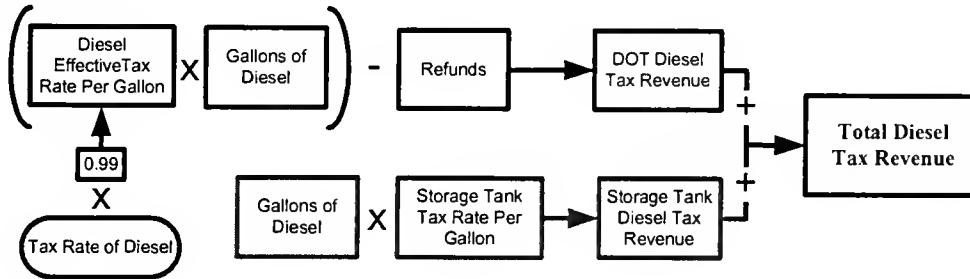 Diesel
EffectiveTax
Rate Per Gallon
X
Gallons of
Diesel
-
Refunds
DOT Diesel
Tax Revenue
+
0.99
X
Tax Rate of Diesel
Gallons of
Diesel
X
Storage Tank
Tax Rate Per
Gallon
Storage Tank
Diesel Tax
Revenue
+
Total Diesel
Tax Revenue